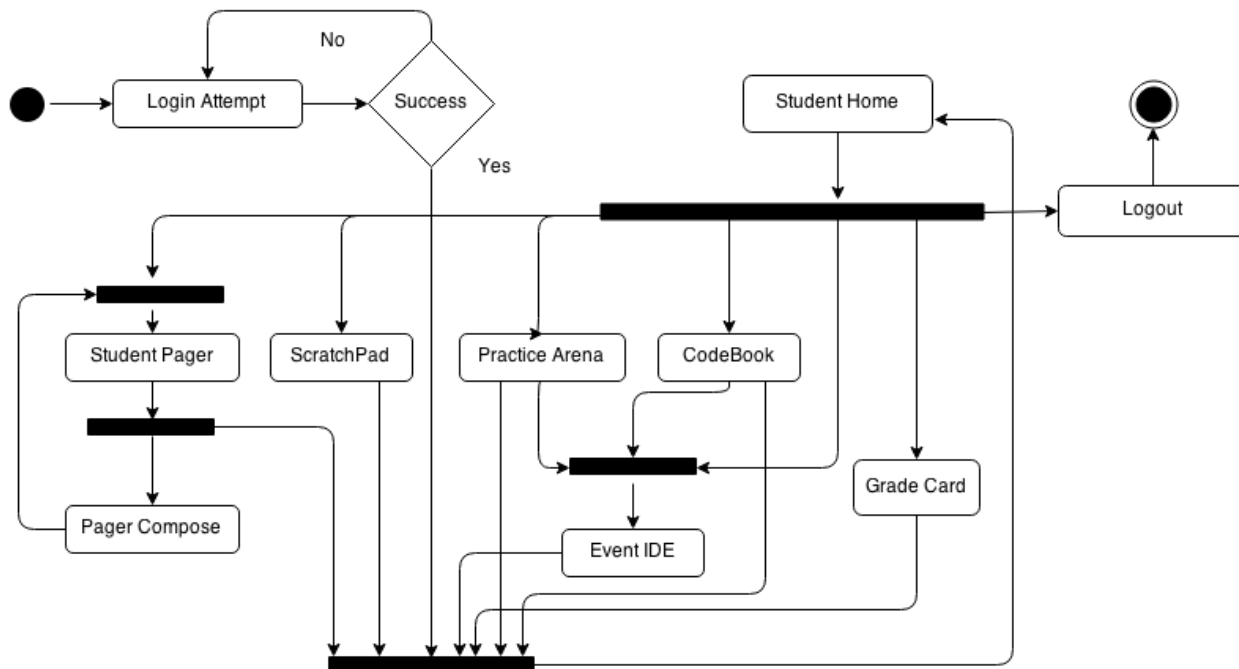 No
Login Attempt
Success
Student Home
Yes
Logout
Student Pager
ScratchPad
Practice Arena
CodeBook
Grade Card
Pager Compose
Event IDE